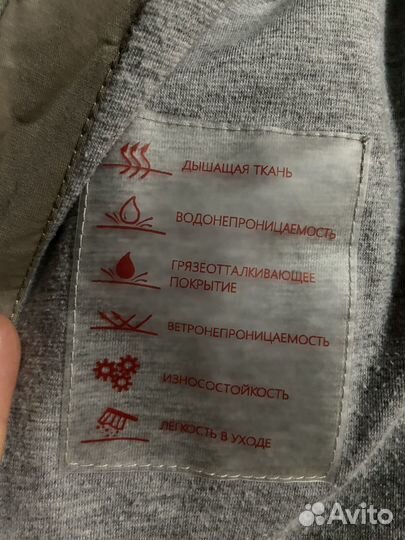 ДЫШАЩАЯ ТКАНЬ
ВОДОНЕПРОНИЦАЕМОСТЬ
ГРЯЗЕОТТАЛКИВАЮЩЕЕ
ПОКРЫТИЕ
ВЕТРОНЕПРОНИЦАЕМОСТЬ
ИЗНОСОСТОЙКОСТЬ
ЛЕГКОСТЬ В УХОДЕ
Avito